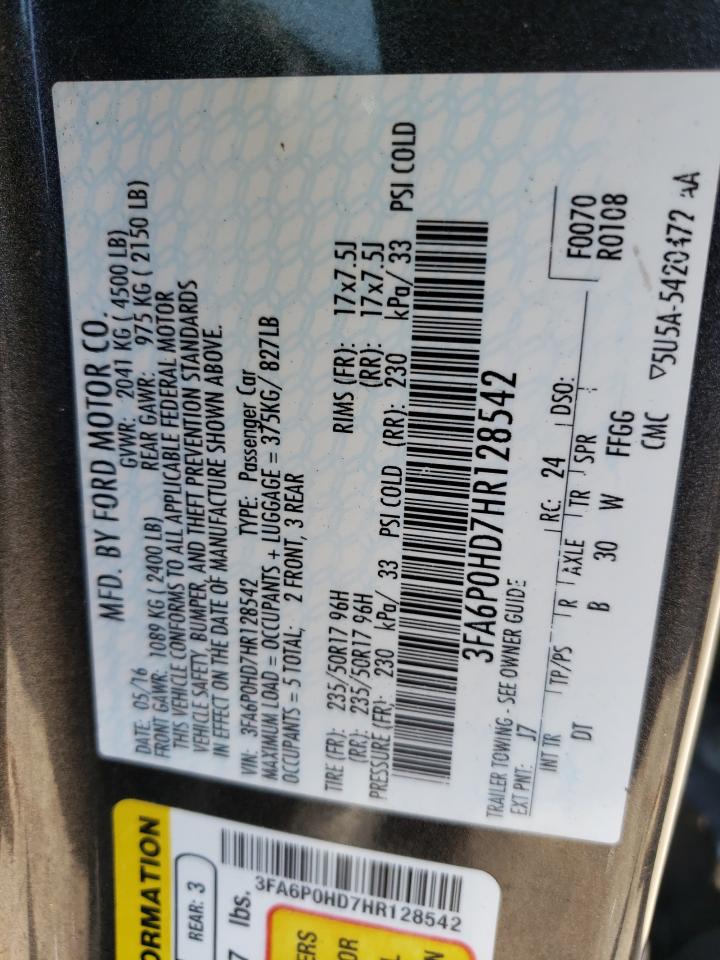 MFD. BY FORD MOTOR CO.
DATE: 05/16 GVWR: 2041 KG ( 4500 LB)
FRONT GAWR: 1089 KG ( 2400 LB) REAR GAWR: 975 KG ( 2150 LB)
THIS VEHICLE CONFORMS TO ALL APPLICABLE FEDERAL MOTOR
VEHICLE SAFETY, BUMPER, AND THEFT PREVENTION STANDARDS
IN EFFECT ON THE DATE OF MANUFACTURE SHOWN ABOVE.
VIN: 3FA6P0HD7HR128542 TYPE: Passenger Car
MAXIMUM LOAD = OCCUPANTS + LUGGAGE = 375KG/ 827LB
OCCUPANTS = 5 TOTAL; 2 FRONT, 3 REAR
TIRE (FR): 235/50R17 96H RIMS (FR): 17x7.5J
(RR): 235/50R17 96H (RR): 17x7.5J
PRESSURE (FR): 230 kPa/ 33 PSI COLD (RR): 230 kPa/ 33 PSI COLD
3FA6P0HD7HR128542
TRAILER TOWING - SEE OWNER GUIDE
EXT PNT: J7 RC: 24 DSO: F0070
INT TR TP/PS R AXLE TR SPR R0108
DT B 30 W FFGG
CMC ▽5U5A-5420472 AA
ORMATION
REAR: 3
7 lbs.
3FA6P0HD7HR128542
ERS
OR
L
N